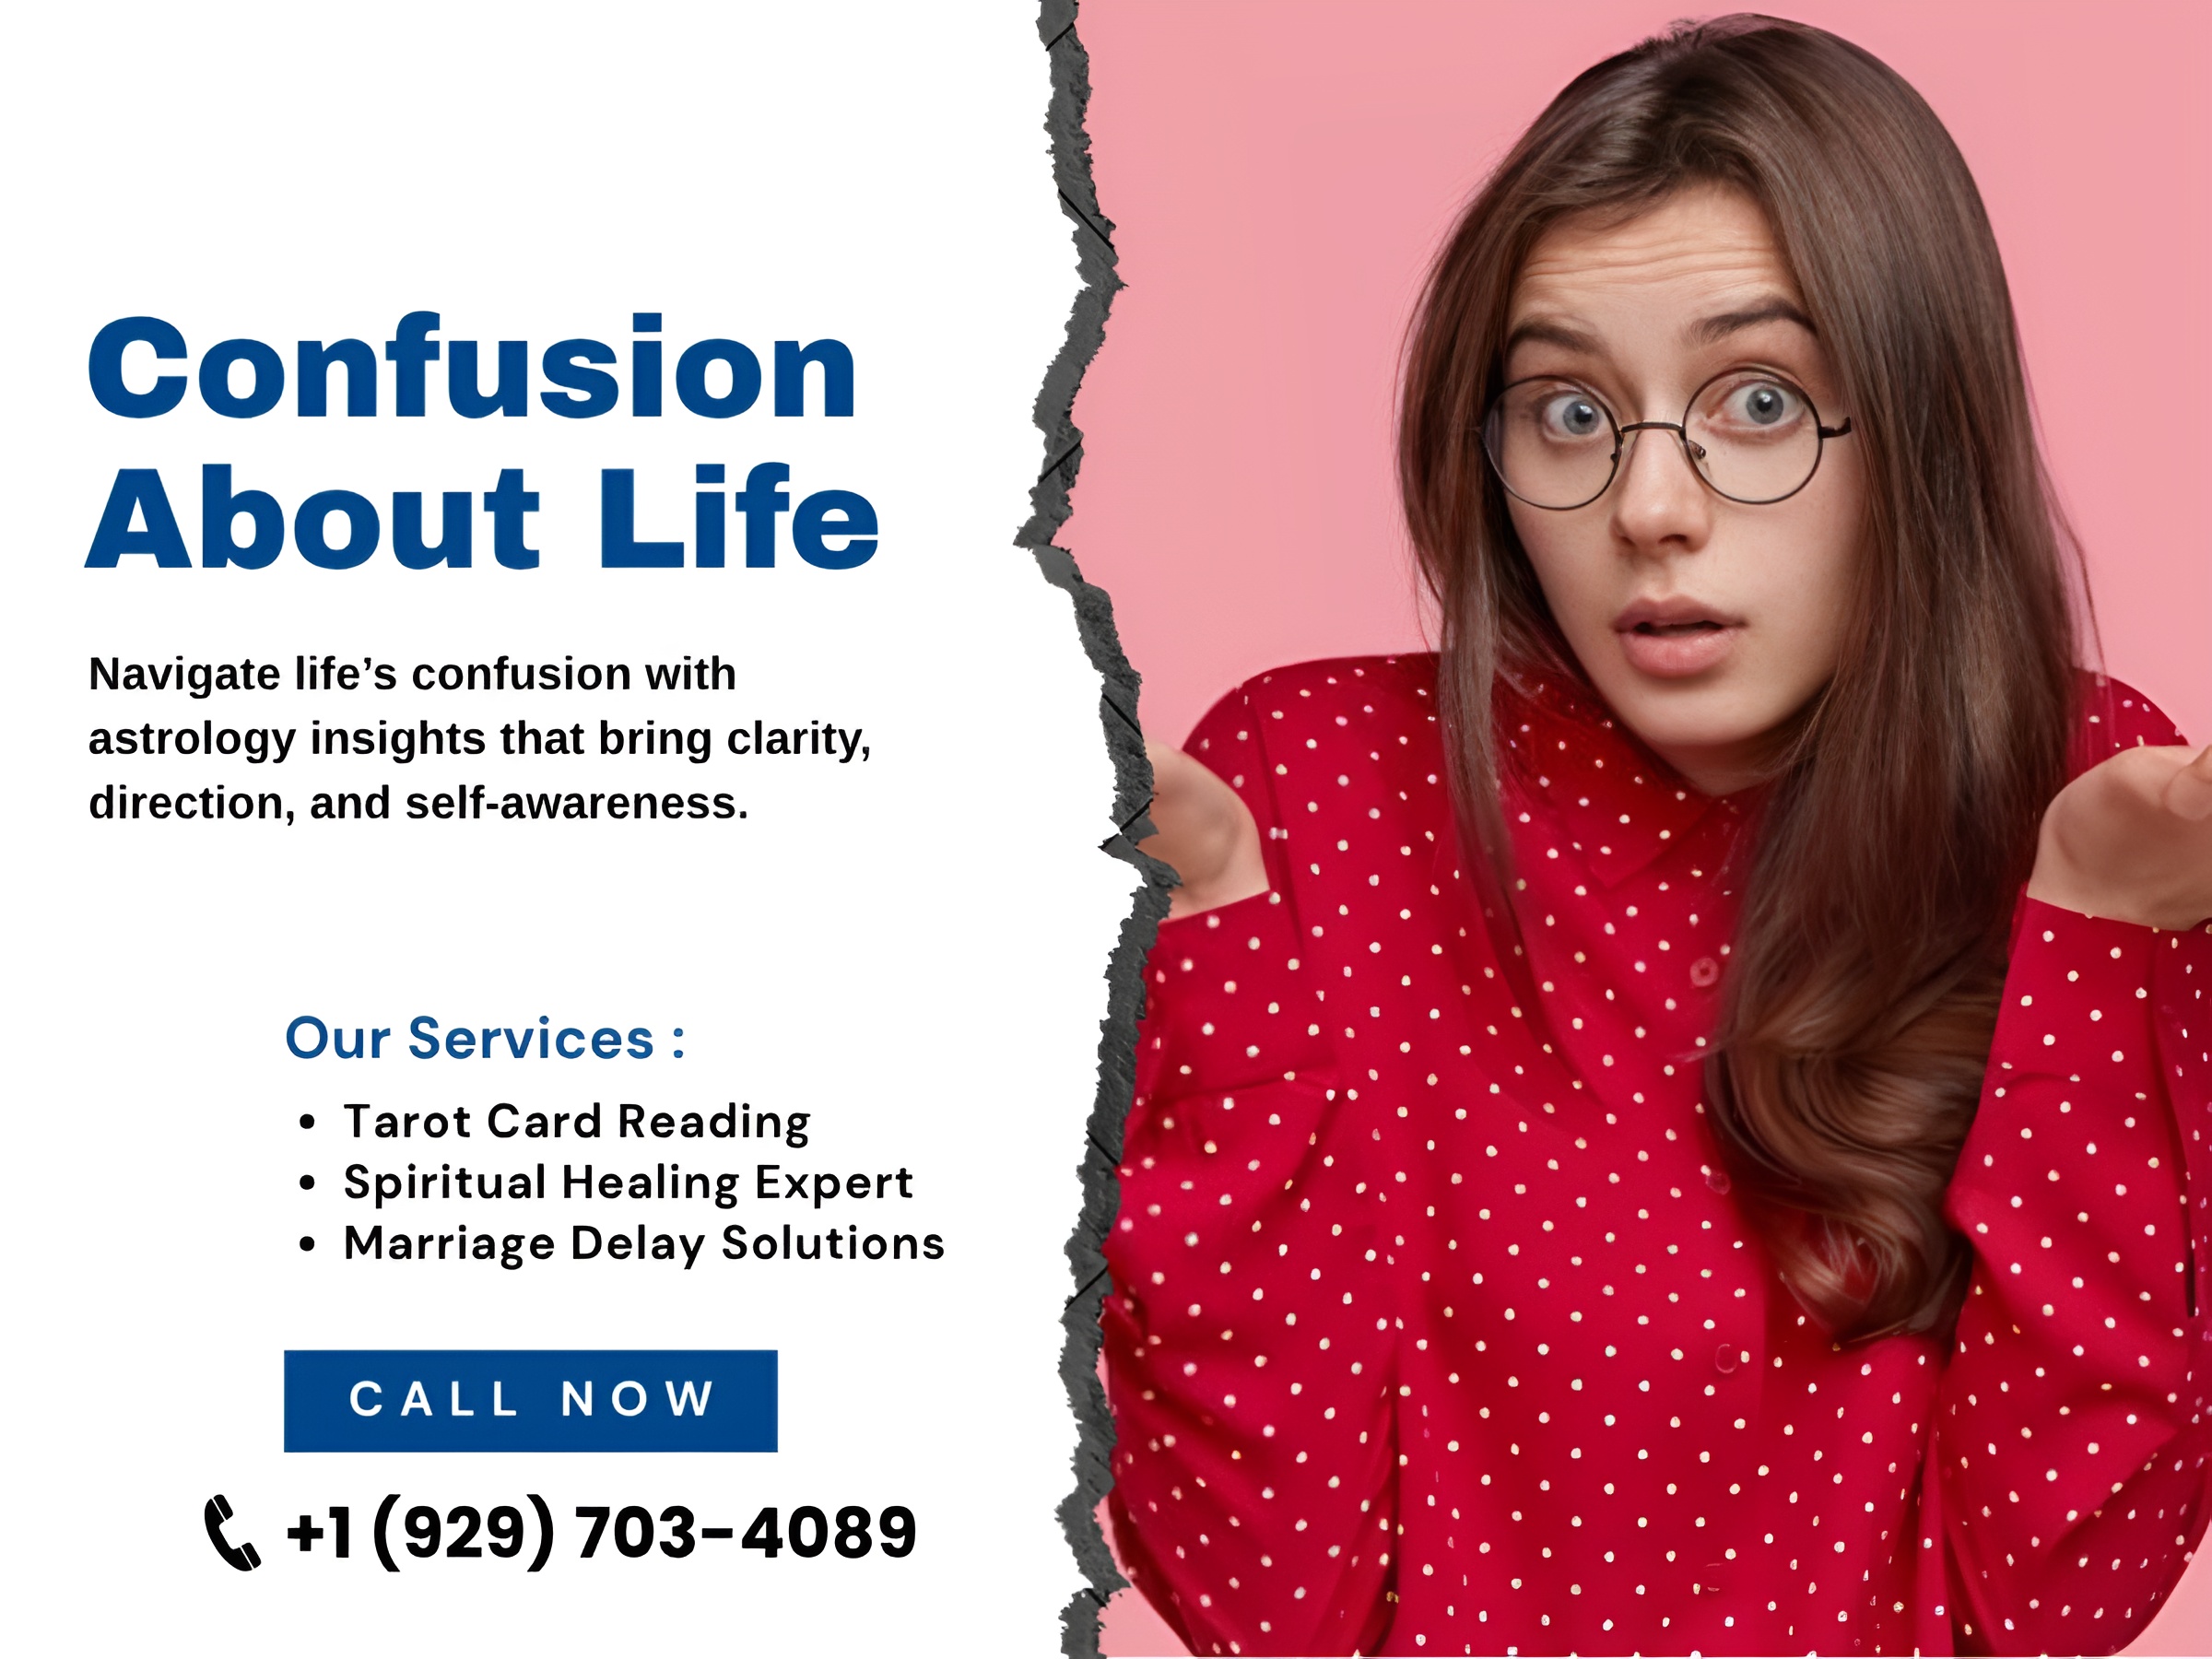 Confusion
About Life
Navigate life’s confusion with
astrology insights that bring clarity,
direction, and self-awareness.
Our Services :
• Tarot Card Reading
• Spiritual Healing Expert
• Marriage Delay Solutions
CALL NOW
+1 (929) 703-4089